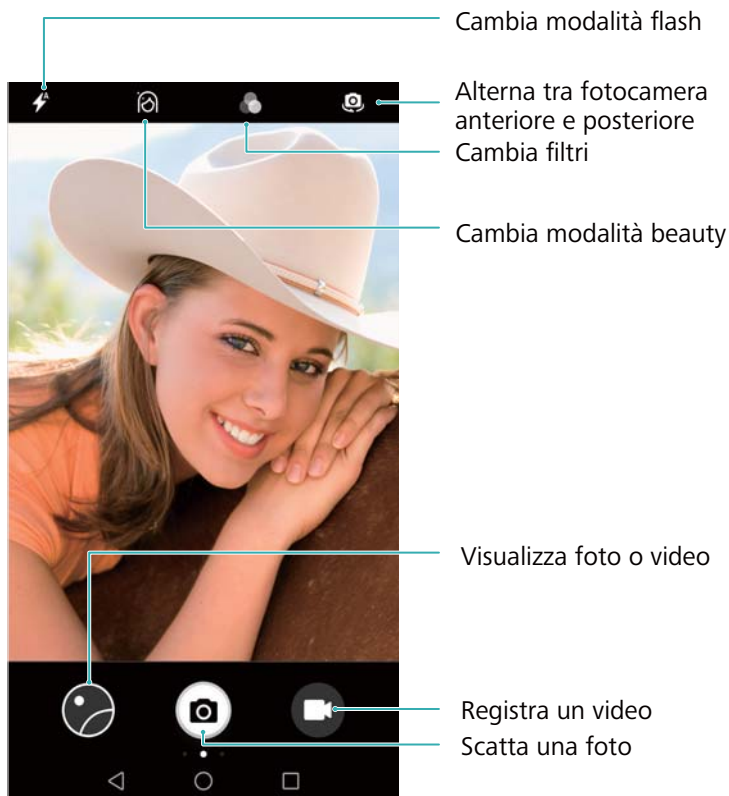 Cambia modalità flash
Alterna tra fotocamera
anteriore e posteriore
Cambia filtri
Cambia modalità beauty
Visualizza foto o video
Registra un video
Scatta una foto